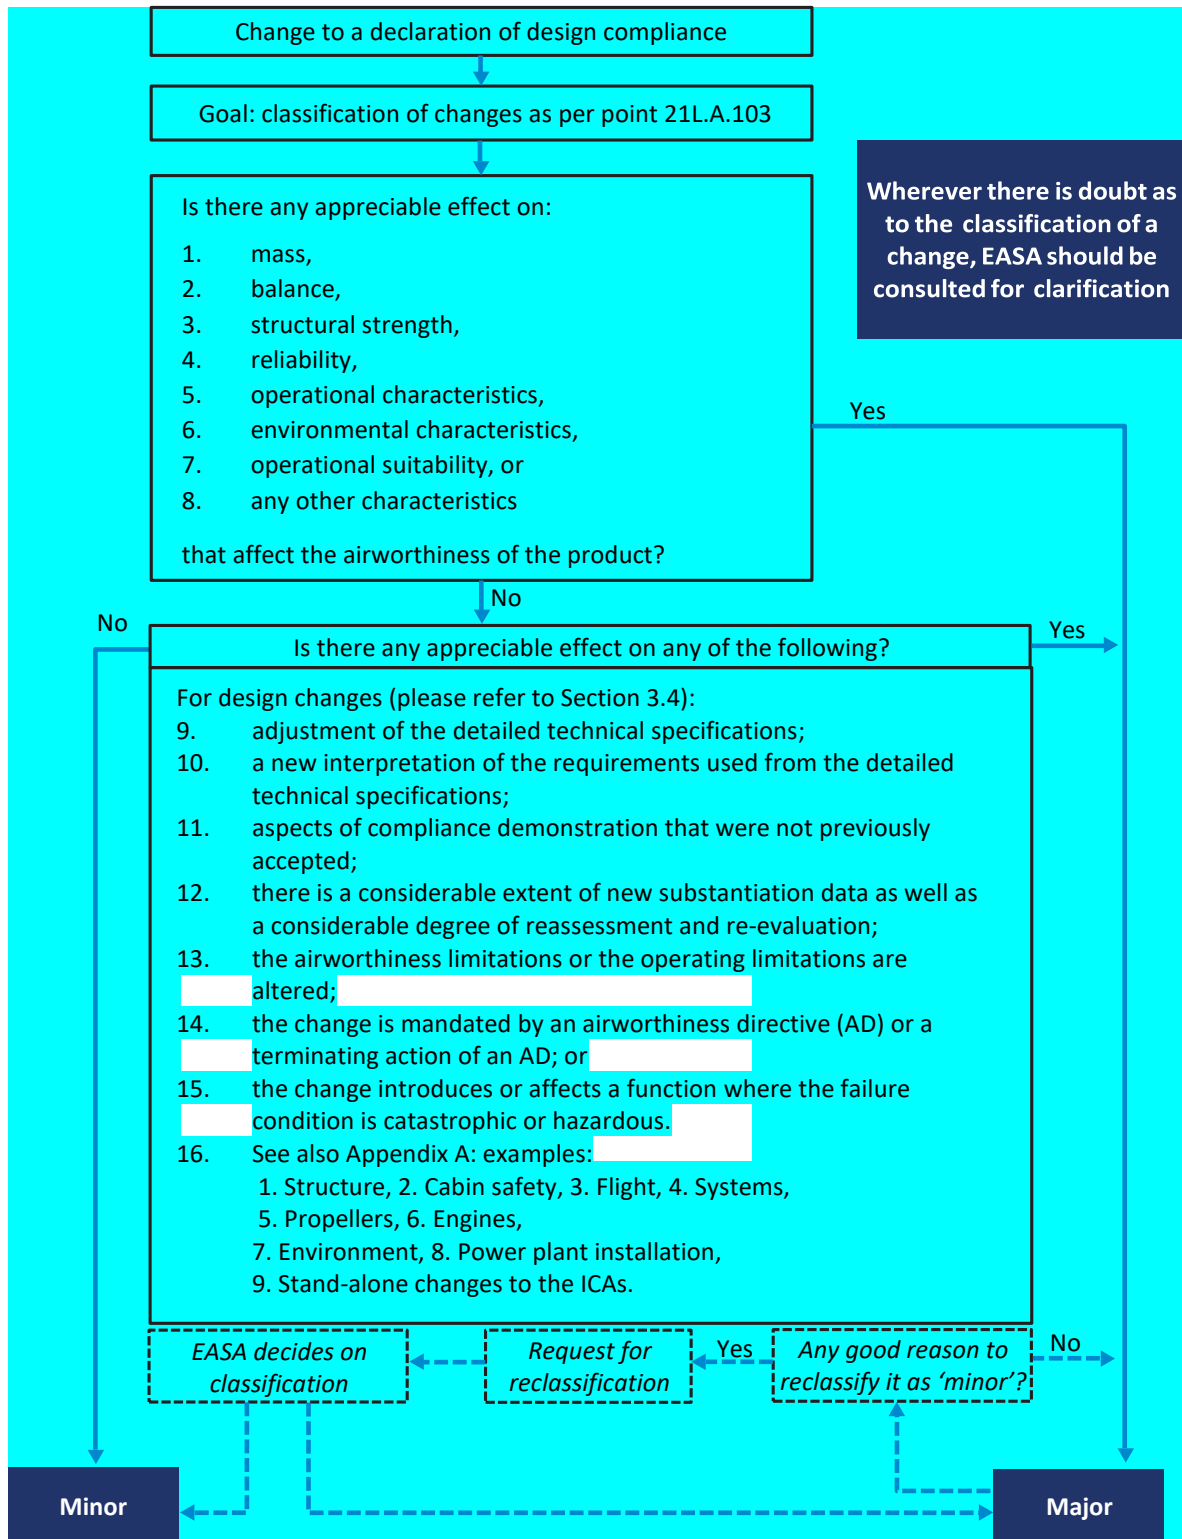 Change to a declaration of design compliance
Goal: classification of changes as per point 21L.A.103
Wherever there is doubt as
to the classification of a
change, EASA should be
consulted for clarification
Is there any appreciable effect on:
1. mass,
2. balance,
3. structural strength,
4. reliability,
5. operational characteristics,
6. environmental characteristics,
7. operational suitability, or
8. any other characteristics
that affect the airworthiness of the product?
Yes
No
No
Is there any appreciable effect on any of the following?
Yes
For design changes (please refer to Section 3.4):
9. adjustment of the detailed technical specifications;
10. a new interpretation of the requirements used from the detailed
technical specifications;
11. aspects of compliance demonstration that were not previously
accepted;
12. there is a considerable extent of new substantiation data as well as
a considerable degree of reassessment and re-evaluation;
13. the airworthiness limitations or the operating limitations are
altered;
14. the change is mandated by an airworthiness directive (AD) or a
terminating action of an AD; or
15. the change introduces or affects a function where the failure
condition is catastrophic or hazardous.
16. See also Appendix A: examples:
1. Structure, 2. Cabin safety, 3. Flight, 4. Systems,
5. Propellers, 6. Engines,
7. Environment, 8. Power plant installation,
9. Stand-alone changes to the ICAs.
EASA decides on
classification
Request for
reclassification
Yes
Any good reason to
reclassify it as ‘minor’?
No
Minor
Major